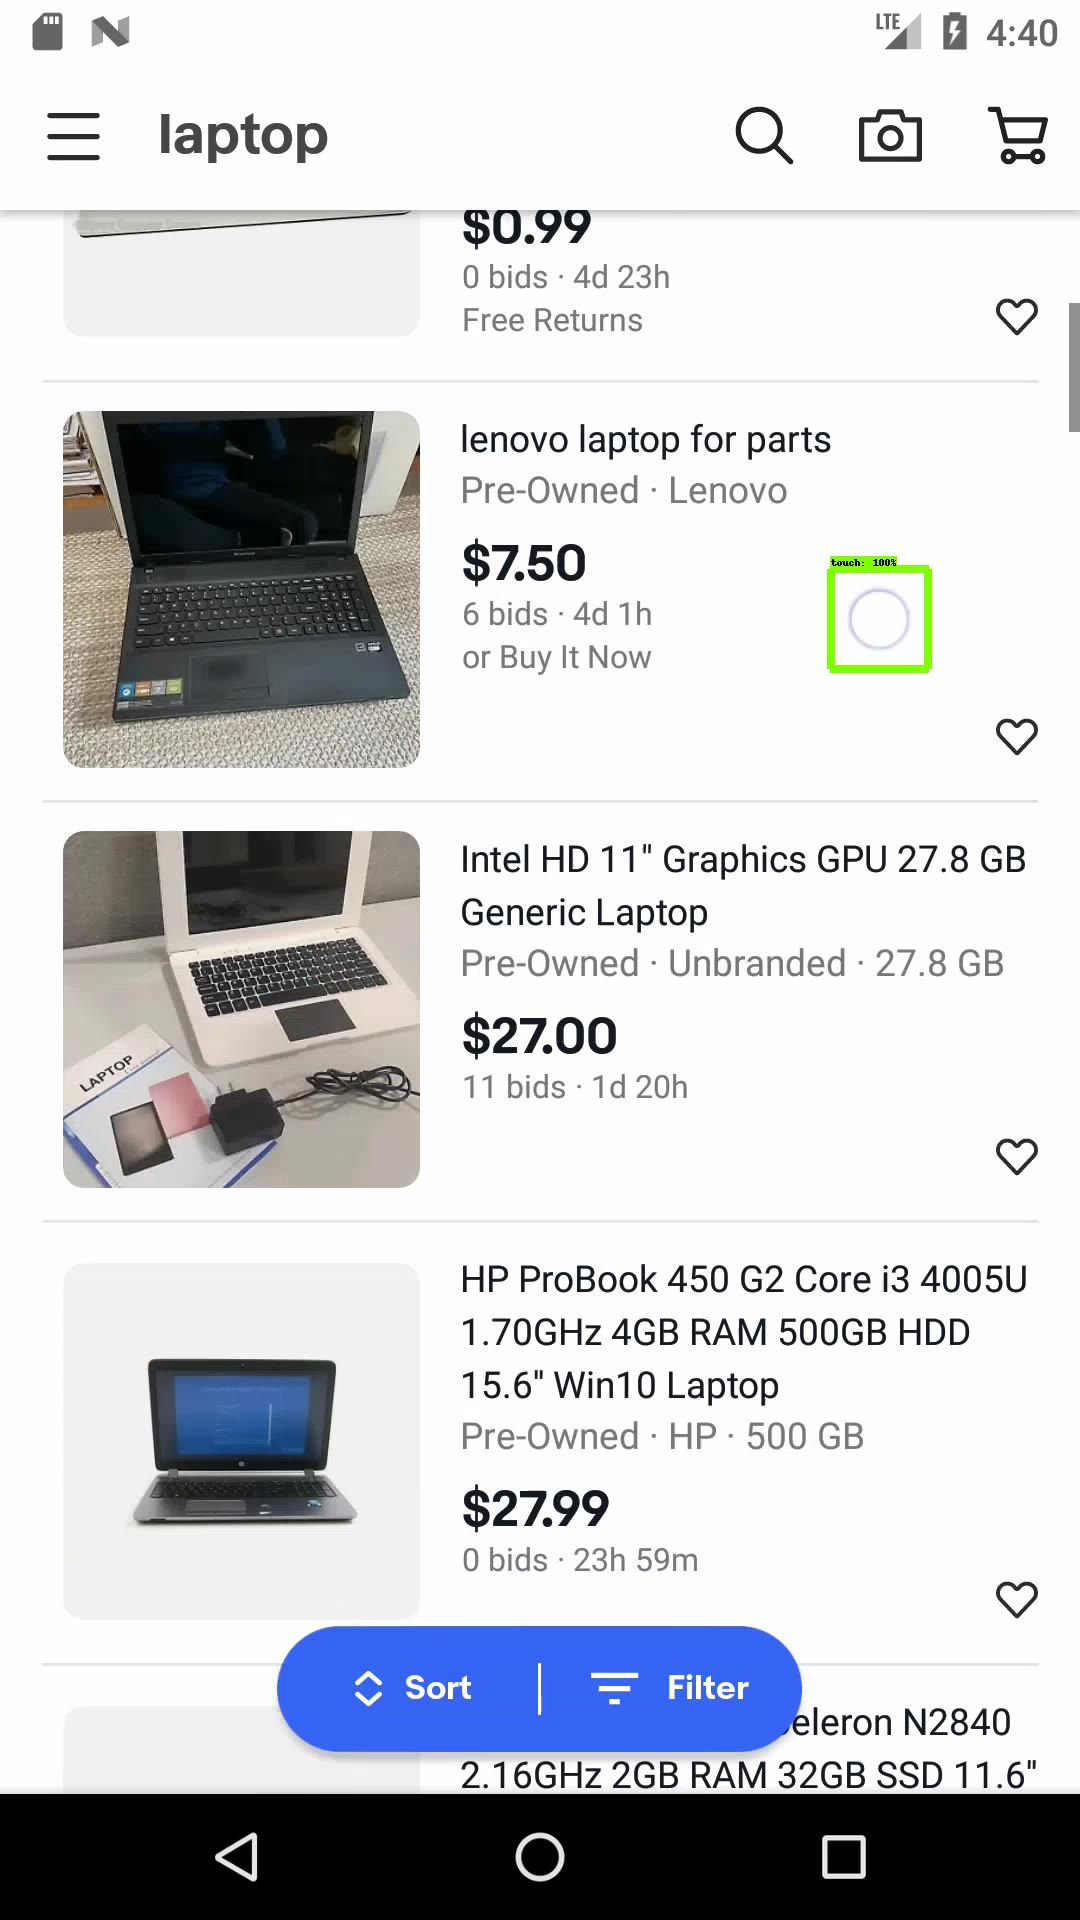 LTE 4:40
laptop
$0.99
0 bids · 4d 23h
Free Returns
lenovo laptop for parts
Pre-Owned · Lenovo
touch: 100%
$7.50
6 bids · 4d 1h
or Buy It Now
Intel HD 11" Graphics GPU 27.8 GB
Generic Laptop
Pre-Owned · Unbranded · 27.8 GB
$27.00
11 bids · 1d 20h
LAPTOP
HP ProBook 450 G2 Core i3 4005U
1.70GHz 4GB RAM 500GB HDD
15.6" Win10 Laptop
Pre-Owned · HP · 500 GB
$27.99
0 bids · 23h 59m
Sort
Filter
eleron N2840
2.16GHz 2GB RAM 32GB SSD 11.6"